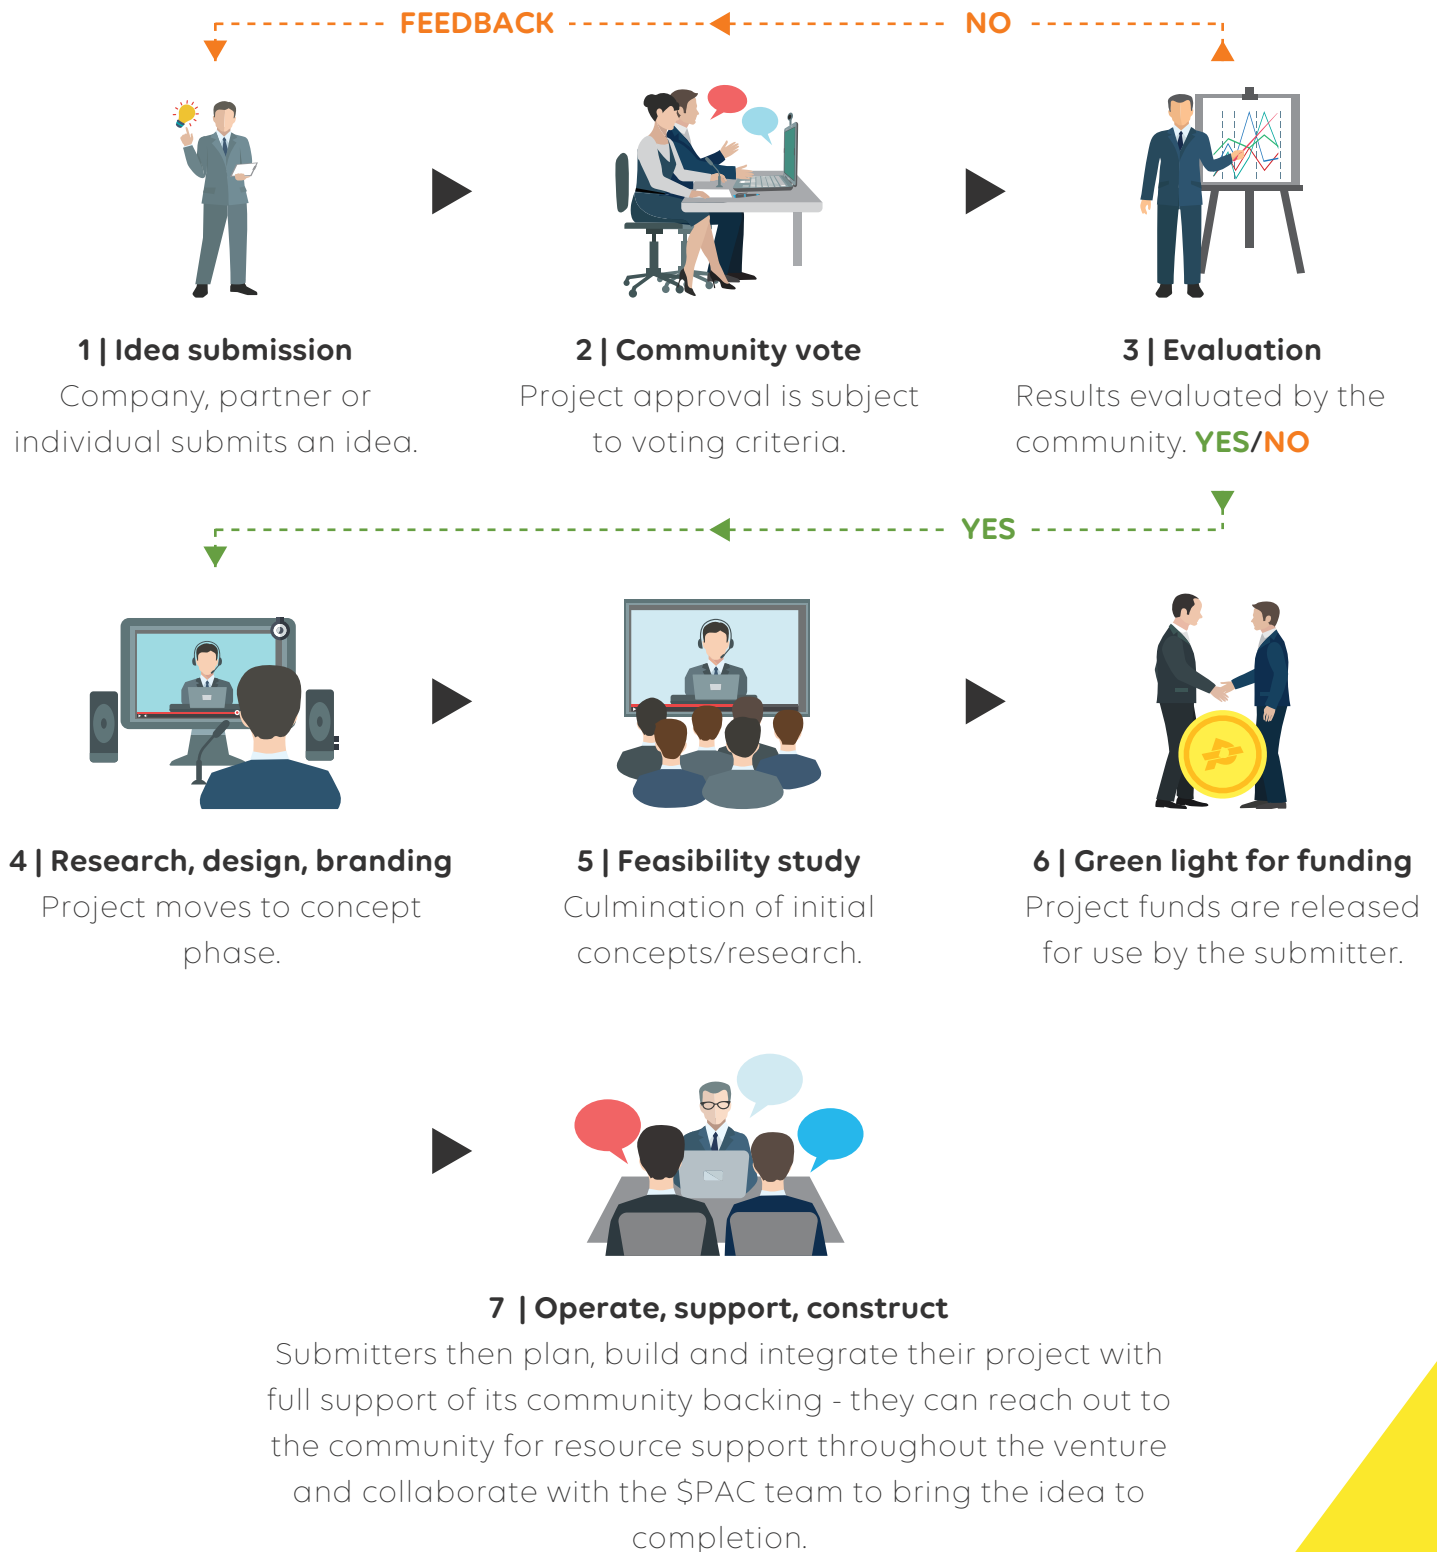 FEEDBACK
NO
1 | Idea submission
Company, partner or
individual submits an idea.
2 | Community vote
Project approval is subject
to voting criteria.
3 | Evaluation
Results evaluated by the
community. YES/NO
YES
4 | Research, design, branding
Project moves to concept
phase.
5 | Feasibility study
Culmination of initial
concepts/research.
6 | Green light for funding
Project funds are released
for use by the submitter.
7 | Operate, support, construct
Submitters then plan, build and integrate their project with
full support of its community backing - they can reach out to
the community for resource support throughout the venture
and collaborate with the $PAC team to bring the idea to
completion.